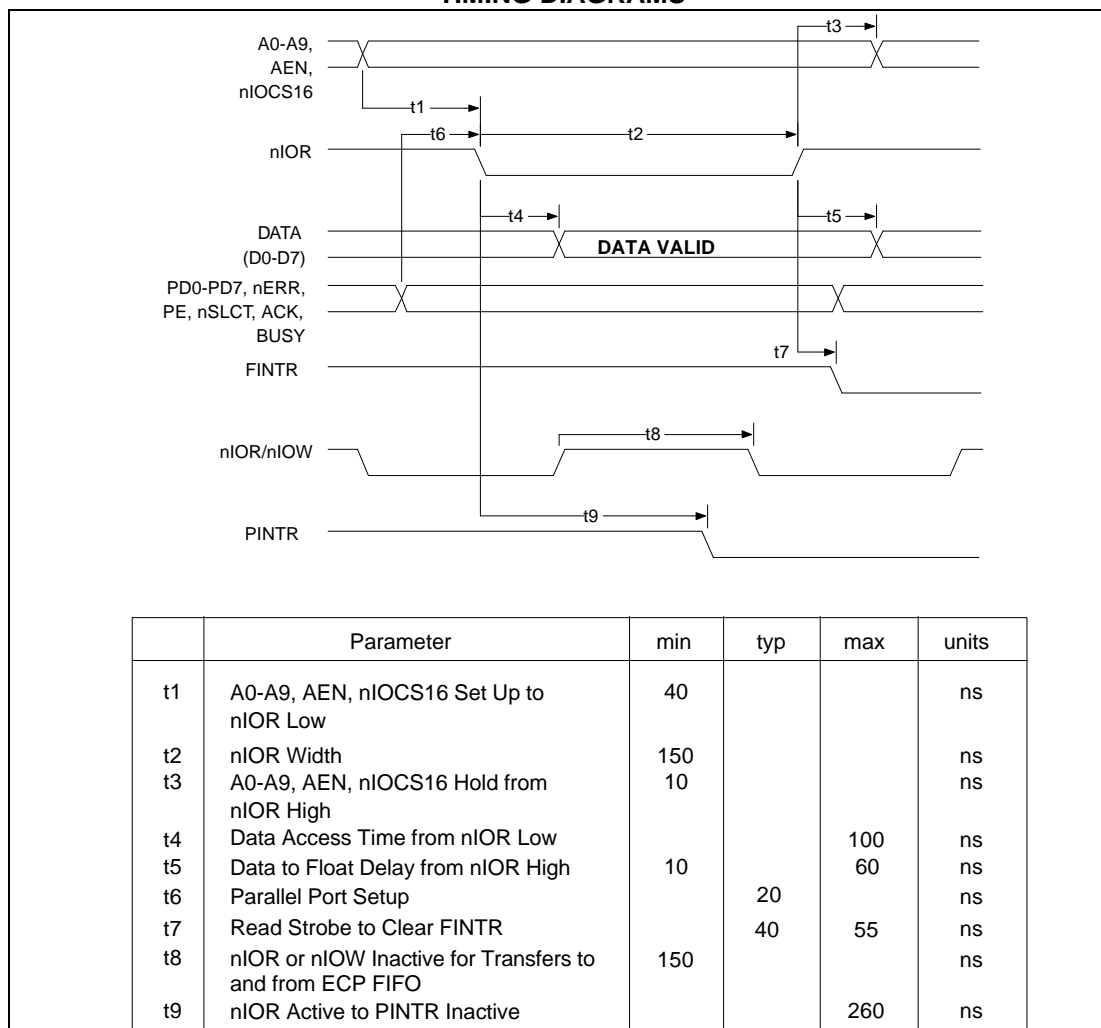 TIMING DIAGRAMS
t3
A0-A9,
AEN,
nIOCS16
t1
t6
t2
nIOR
t4
t5
DATA
(D0-D7)
DATA VALID
PD0-PD7, nERR,
PE, nSLCT, ACK,
BUSY
t7
FINTR
t8
nIOR/nIOW
t9
PINTR
Parameter min typ max units
t1 A0-A9, AEN, nIOCS16 Set Up to 40 ns
nIOR Low
t2 nIOR Width 150 ns
t3 A0-A9, AEN, nIOCS16 Hold from 10 ns
nIOR High
t4 Data Access Time from nIOR Low 100 ns
t5 Data to Float Delay from nIOR High 10 60 ns
t6 Parallel Port Setup 20 ns
t7 Read Strobe to Clear FINTR 40 55 ns
t8 nIOR or nIOW Inactive for Transfers to 150 ns
and from ECP FIFO
t9 nIOR Active to PINTR Inactive 260 ns